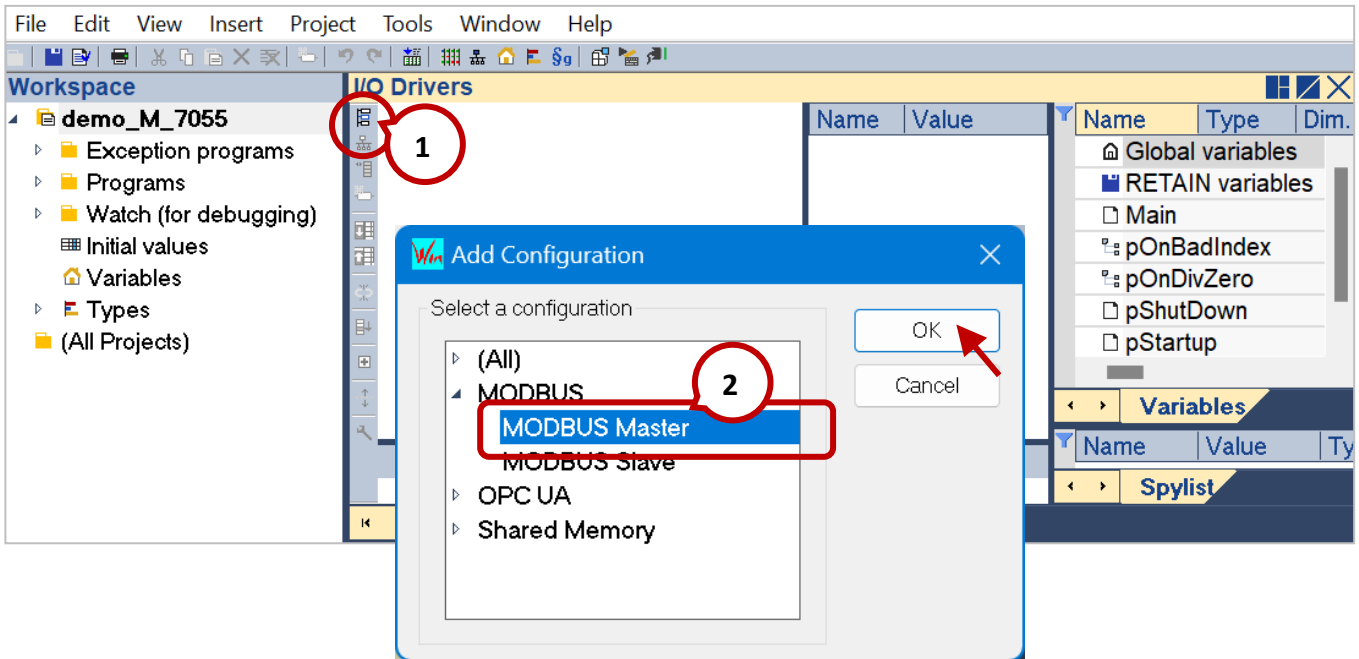 File Edit View Insert Project Tools Window Help
§g
Workspace
I/O Drivers
demo_M_7055
Exception programs
Programs
Watch (for debugging)
Initial values
Variables
Types
(All Projects)
1
Name Value
Name Type Dim.
Global variables
RETAIN variables
Main
pOnBadIndex
pOnDivZero
pShutDown
pStartup
Variables
Name Value Ty
Spylist
Win Add Configuration
Select a configuration
(All)
MODBUS
MODBUS Master
MODBUS Slave
OPC UA
Shared Memory
2
OK
Cancel